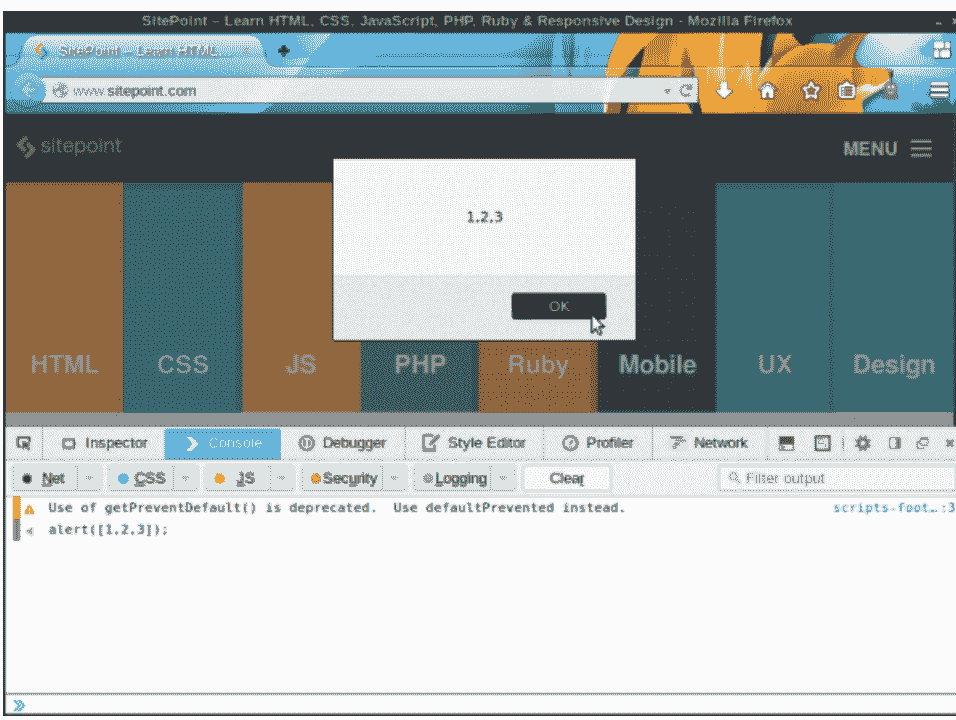 SitePoint – Learn HTML, CSS, JavaScript, PHP, Ruby & Responsive Design - Mozilla Firefox
SitePoint – Learn HTML,...
www.sitepoint.com
sitepoint
MENU
1,2,3
OK
HTML CSS JS PHP Ruby Mobile UX Design
Inspector Console Debugger Style Editor Profiler Network
Net CSS JS Security Logging Clear Filter output
Use of getPreventDefault() is deprecated. Use defaultPrevented instead. scripts-foot…:3
alert([1,2,3]);